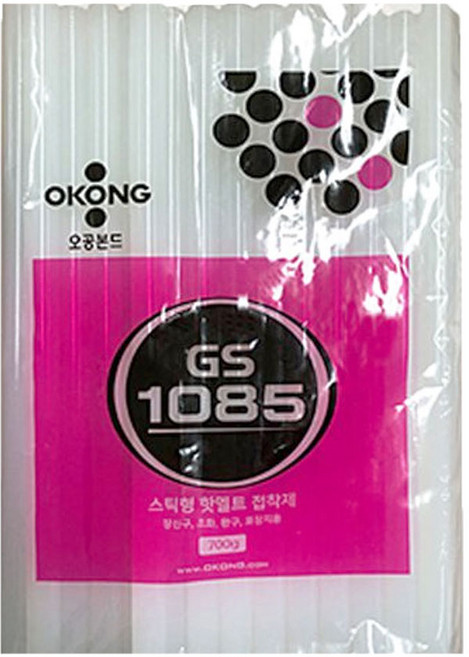 OKONG
오공본드
GS
1085
스틱형 핫멜트 접착제
장신구, 조화, 완구, 포장직용
700g
www.OKONG.com